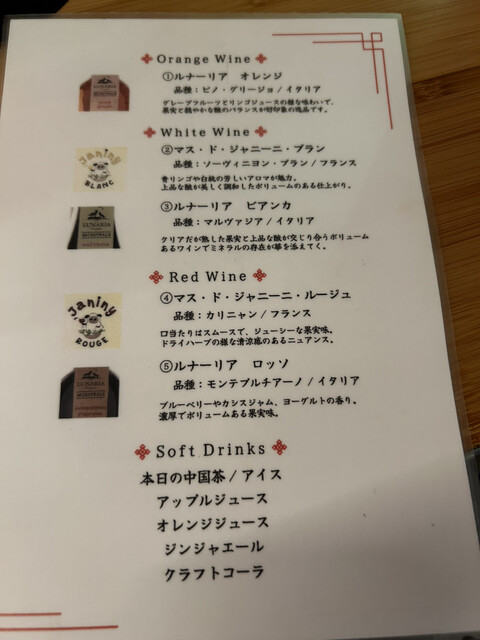 Orange Wine
①ルナーリア オレンジ
品種:ピノ・グリージョ/イタリア
グレープフルーツとリンゴジュースの様な味わいで、
果実と穏やかな酸のバランスが好印象の逸品です。
White Wine
Janiny
BLANC
②マス・ド・ジャニーニ・ブラン
品種:ソーヴィニヨン・ブラン/フランス
青リンゴや白桃の芳しいアロマが魅力。
上品な酸が美しく調和したボリュームのある仕上がり。
LUNARIA
③ルナーリア ビアンカ
品種:マルヴァジア/イタリア
クリアだが熟した果実と上品な酸が交じり合うボリューム
あるワインでミネラルの存在が華を添えてく。
Red Wine
Janiny
ROUGE
④マス・ド・ジャニーニ・ルージュ
品種:カリニャン/フランス
口当たりはスムースで、ジューシーな果実味。
ドライハーブの様な清涼感のあるニュアンス。
LUNARIA
⑤ルナーリア ロッソ
品種:モンテプルチアーノ/イタリア
ブルーベリーやカシスジャム、ヨーグルトの香り。
濃厚でボリュームある果実味。
Soft Drinks
本日の中国茶/アイス
アップルジュース
オレンジジュース
ジンジャエール
クラフトコーラ